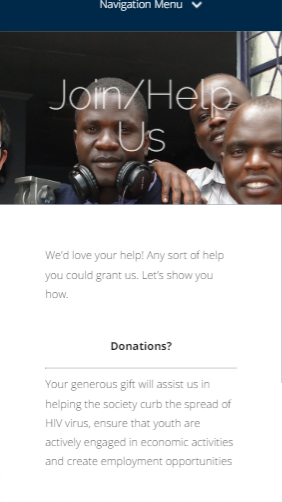 Navigation Menu
Join/Help
Us
We'd love your help! Any sort of help
you could grant us. Let's show you
how.
Donations?
Your generous gift will assist us in
helping the society curb the spread of
HIV virus, ensure that youth are
actively engaged in economic activities
and create employment opportunities